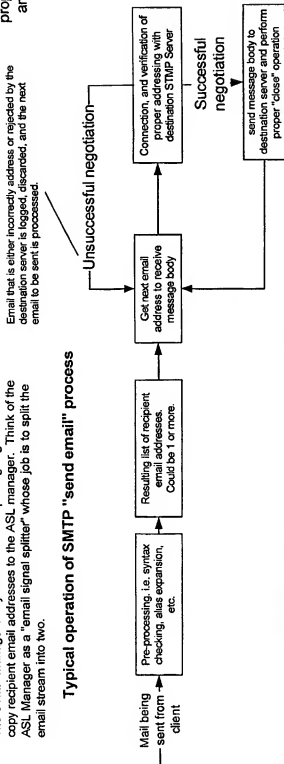 copy recipient email addresses to the ASL manager. Think of the
ASL Manager as a "email signal splitter" whose job is to split the
email stream into two.
Email that is either incorrectly address or rejected by the
destination server is logged, discarded, and the next
email to be sent is proccessed.
Typical operation of SMTP "send email" process
Unsuccessful negotiation
Mail being
sent from
client
Pre-processing, i.e. syntax
checking, alias expansion,
etc.
Resulting list of recipient
email addresses.
Could be 1 or more.
Get next email
address to receive
message body
Connection, and verification of
proper addressing with
destination STMP Server
Successful
negotiation
send message body to
destination server and perform
proper "close" operation